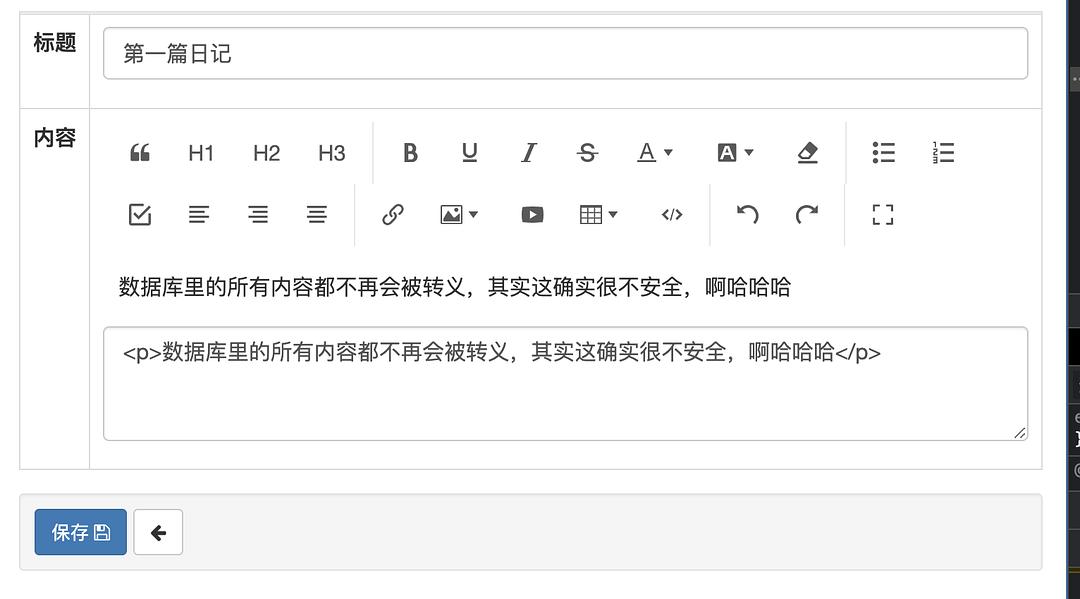 标题
第一篇日记
内容
H1 H2 H3 B U I S A A
数据库里的所有内容都不再会被转义，其实这确实很不安全，啊哈哈哈
<p>数据库里的所有内容都不再会被转义，其实这确实很不安全，啊哈哈哈</p>
保存